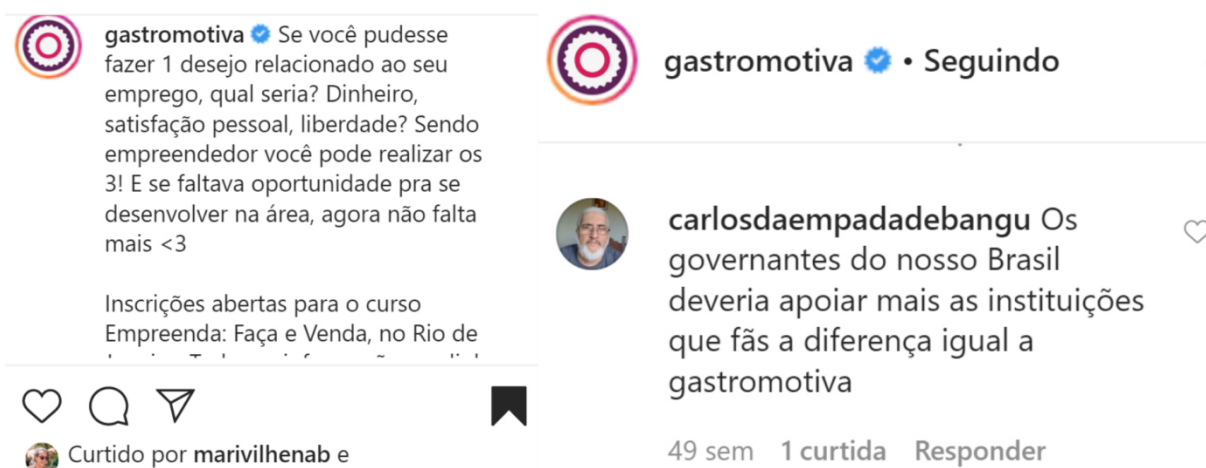 gastromotiva Se você pudesse
fazer 1 desejo relacionado ao seu
emprego, qual seria? Dinheiro,
satisfação pessoal, liberdade? Sendo
empreendedor você pode realizar os
3! E se faltava oportunidade pra se
desenvolver na área, agora não falta
mais <3
Inscrições abertas para o curso
Empreenda: Faça e Venda, no Rio de
Curtido por marivilhenab e
gastromotiva • Seguindo
carlosdaempadadebangu Os
governantes do nosso Brasil
deveria apoiar mais as instituições
que fãs a diferença igual a
gastromotiva
49 sem 1 curtida Responder